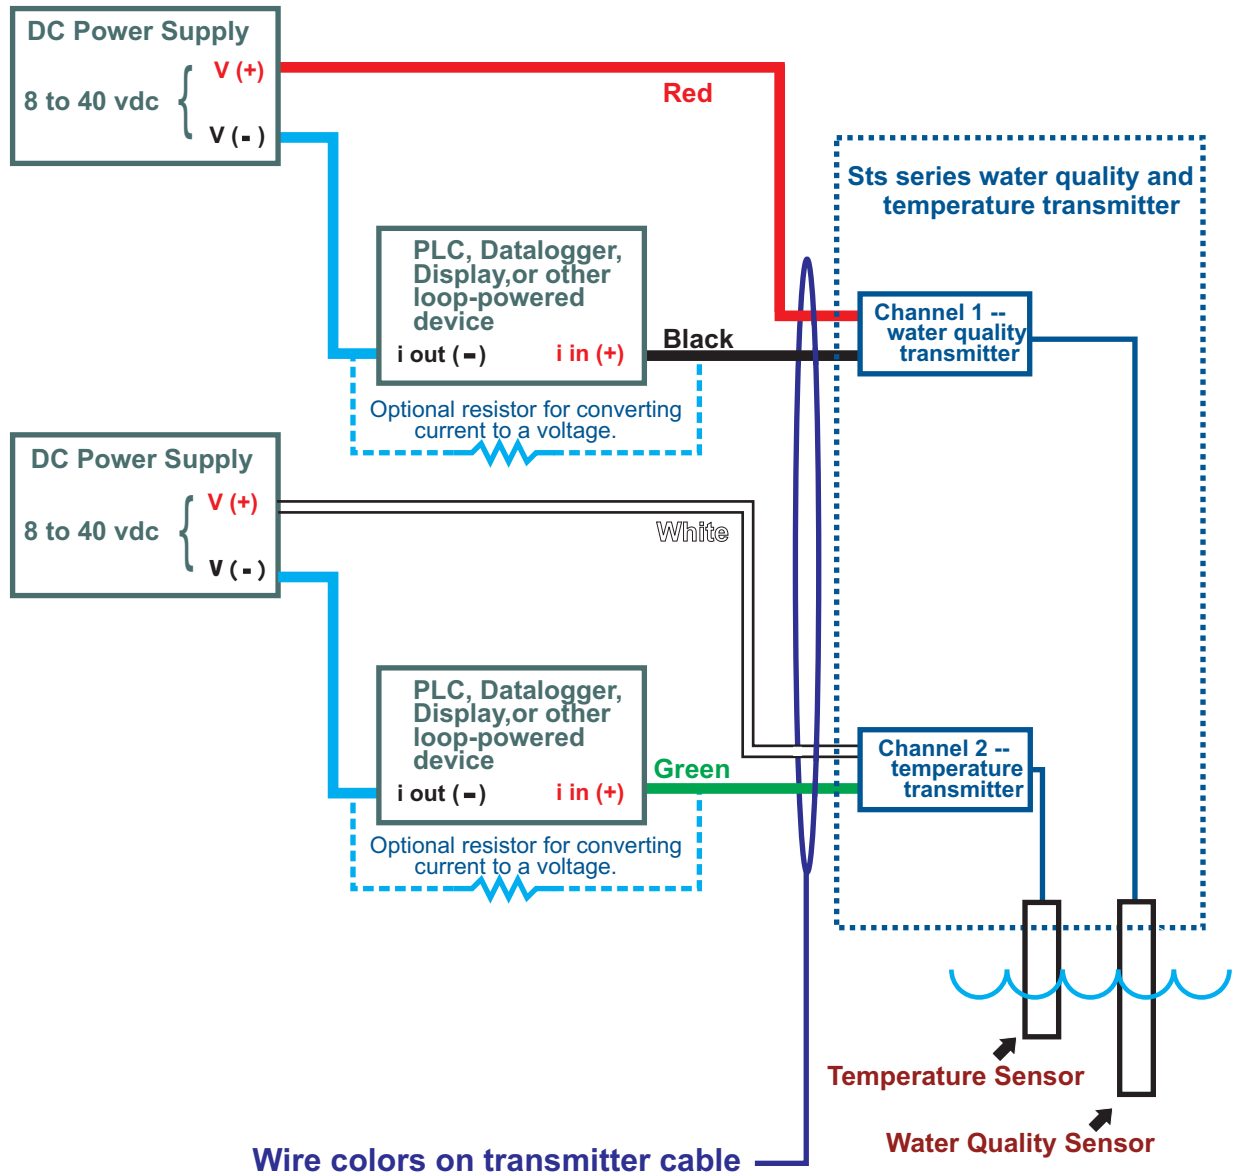 DC Power Supply
V (+)
8 to 40 vdc
V (-)
Red
Sts series water quality and
temperature transmitter
PLC, Datalogger,
Display,or other
loop-powered
device
i out (-) i in (+)
Black
Channel 1 --
water quality
transmitter
Optional resistor for converting
current to a voltage.
DC Power Supply
V (+)
8 to 40 vdc
V (-)
White
PLC, Datalogger,
Display,or other
loop-powered
device
i out (-) i in (+)
Green
Channel 2 --
temperature
transmitter
Optional resistor for converting
current to a voltage.
Temperature Sensor
Water Quality Sensor
Wire colors on transmitter cable